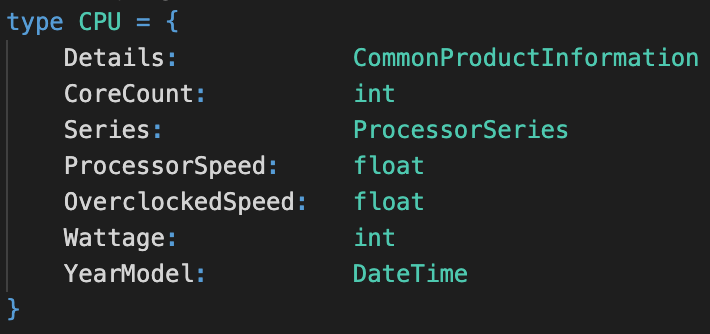 type CPU = {
    Details:            CommonProductInformation
    CoreCount:          int
    Series:             ProcessorSeries
    ProcessorSpeed:     float
    OverclockedSpeed:   float
    Wattage:            int
    YearModel:          DateTime
}